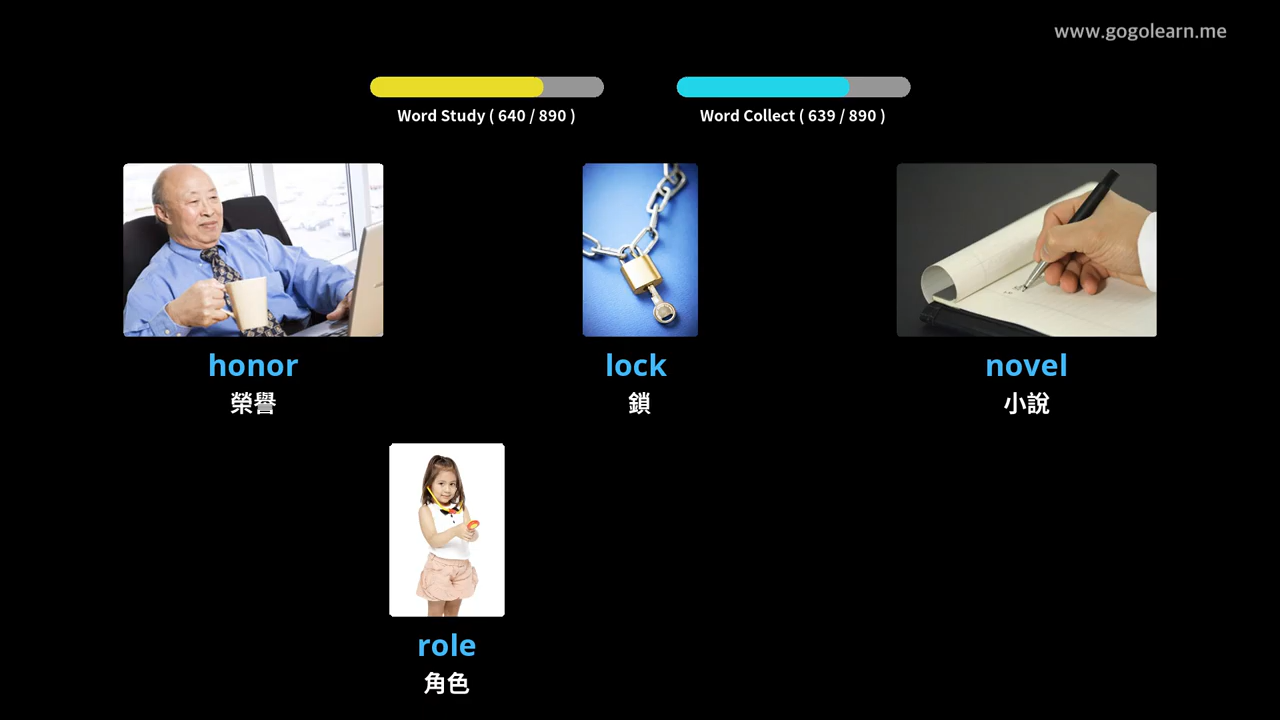 www.gogolearn.me
Word Study ( 640 / 890 )
Word Collect ( 639 / 890 )
honor
榮譽
lock
鎖
novel
小說
role
角色